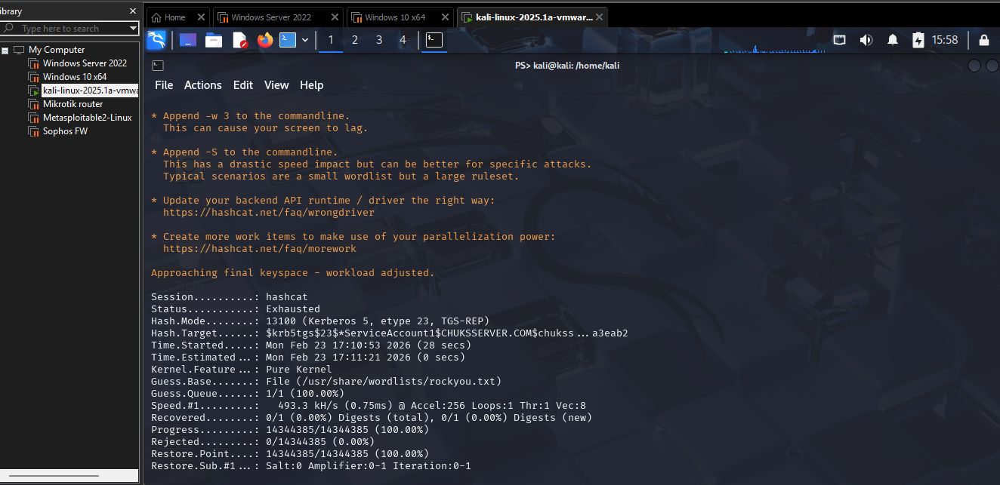 ibrary
Type here to search
My Computer
Windows Server 2022
Windows 10 x64
kali-linux-2025.1a-vmwa
Mikrotik router
Metasploitable2-Linux
Sophos FW
Home
Windows Server 2022
Windows 10 x64
kali-linux-2025.1a-vmwar...
1 2 3 4
15:58
PS> kali@kali: /home/kali
File Actions Edit View Help
* Append -w 3 to the commandline.
This can cause your screen to lag.
* Append -S to the commandline.
This has a drastic speed impact but can be better for specific attacks.
Typical scenarios are a small wordlist but a large ruleset.
* Update your backend API runtime / driver the right way:
https://hashcat.net/faq/wrongdriver
* Create more work items to make use of your parallelization power:
https://hashcat.net/faq/morework
Approaching final keyspace - workload adjusted.
Session..........: hashcat
Status...........: Exhausted
Hash.Mode........: 13100 (Kerberos 5, etype 23, TGS-REP)
Hash.Target......: $krb5tgs$23$*ServiceAccount1$CHUKSSERVER.COM$chukss...a3eab2
Time.Started.....: Mon Feb 23 17:10:53 2026 (28 secs)
Time.Estimated...: Mon Feb 23 17:11:21 2026 (0 secs)
Kernel.Feature...: Pure Kernel
Guess.Base.......: File (/usr/share/wordlists/rockyou.txt)
Guess.Queue......: 1/1 (100.00%)
Speed.#1.........: 493.3 kH/s (0.75ms) @ Accel:256 Loops:1 Thr:1 Vec:8
Recovered........: 0/1 (0.00%) Digests (total), 0/1 (0.00%) Digests (new)
Progress.........: 14344385/14344385 (100.00%)
Rejected.........: 0/14344385 (0.00%)
Restore.Point....: 14344385/14344385 (100.00%)
Restore.Sub.#1...: Salt:0 Amplifier:0-1 Iteration:0-1